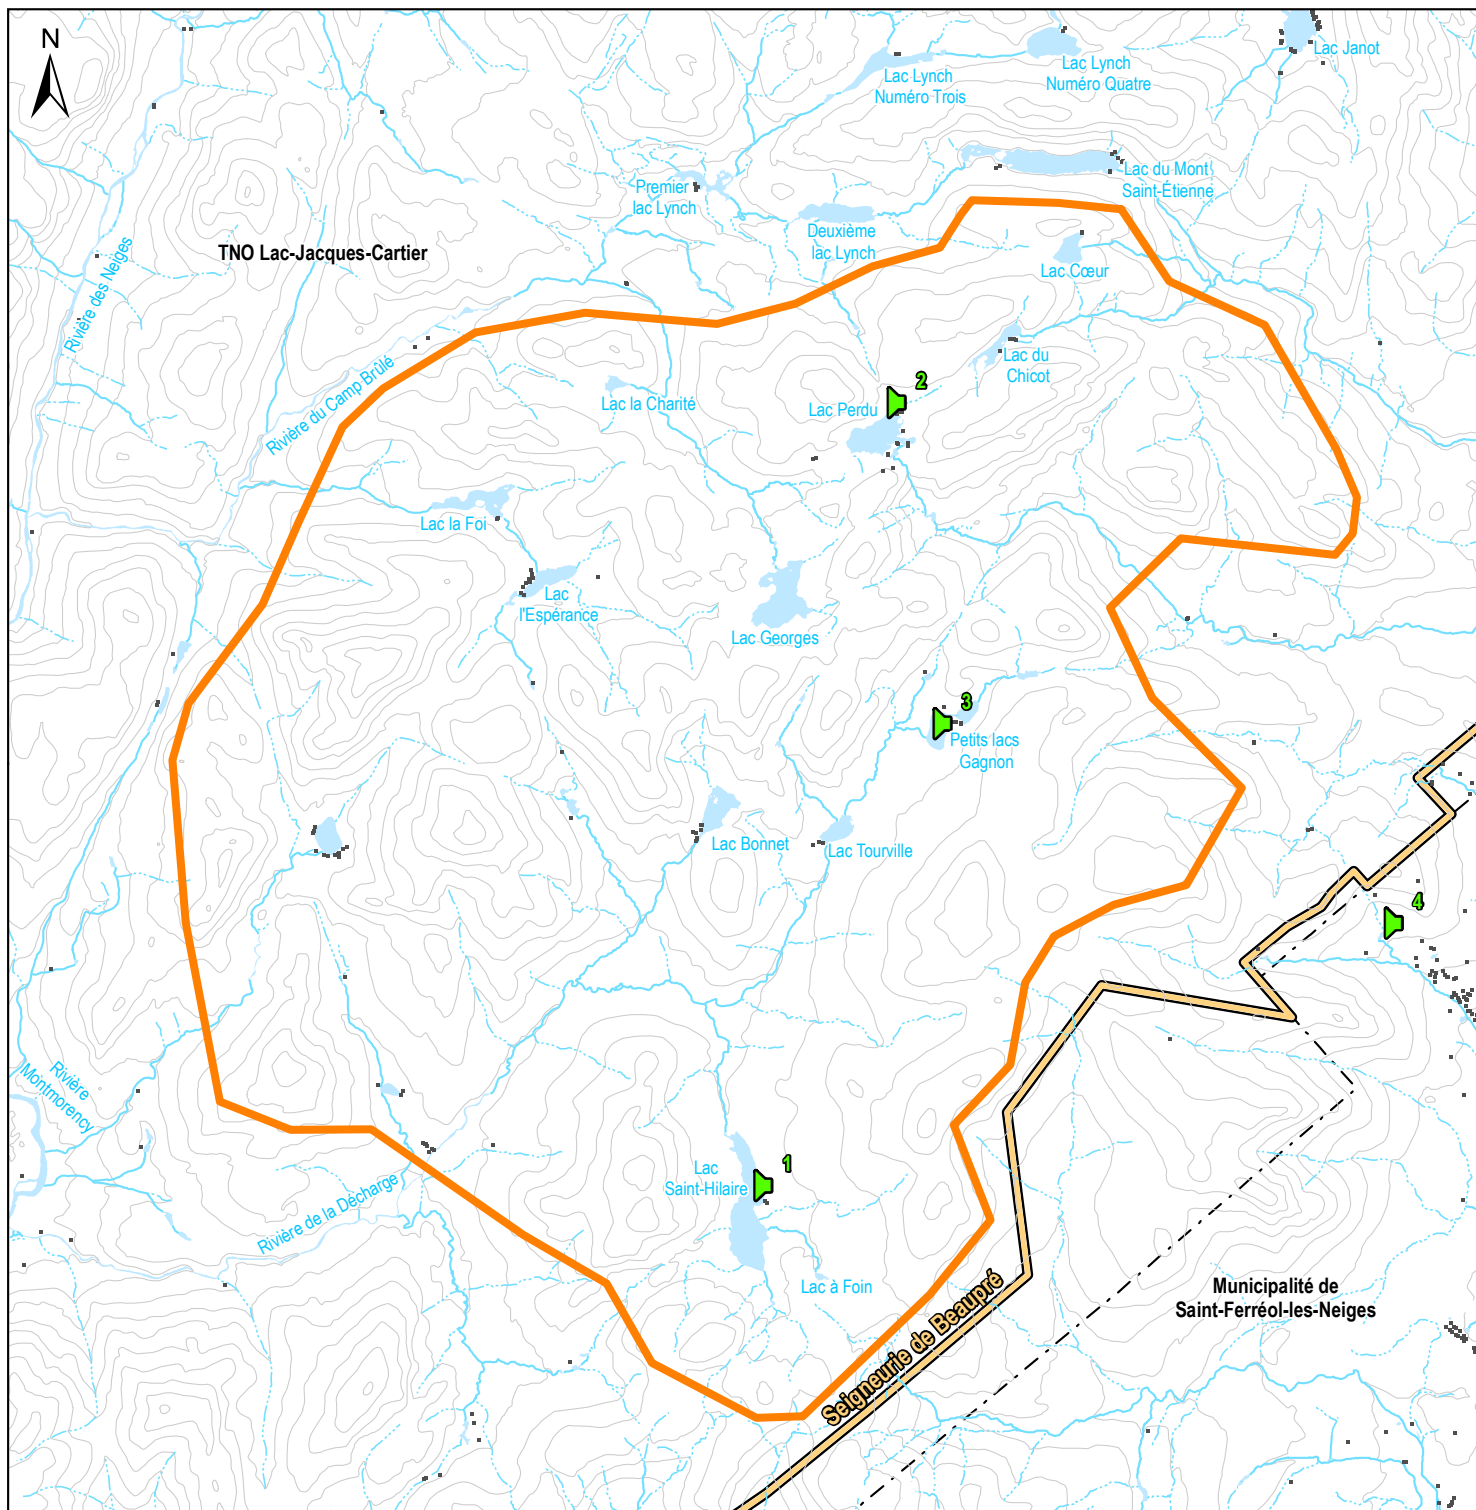 N
Lac Janot
Lac Lynch
Numéro Quatre
Lac Lynch
Numéro Trois
Lac du Mont
Saint-Étienne
Premier
lac Lynch
Deuxième
lac Lynch
TNO Lac-Jacques-Cartier
Rivière des Neiges
Lac Cœur
Lac du
Chicot
Rivière du Camp Brûlé
Lac la Charité
2
Lac Perdu
Lac la Foi
Lac
l'Espérance
Lac Georges
3
Petits lacs
Gagnon
Lac Bonnet
Lac Tourville
4
Rivière
Montmorency
1
Lac
Saint-Hilaire
Rivière de la Décharge
Lac à Foin
Seigneurie de Beaupré
Municipalité de
Saint-Ferréol-les-Neiges